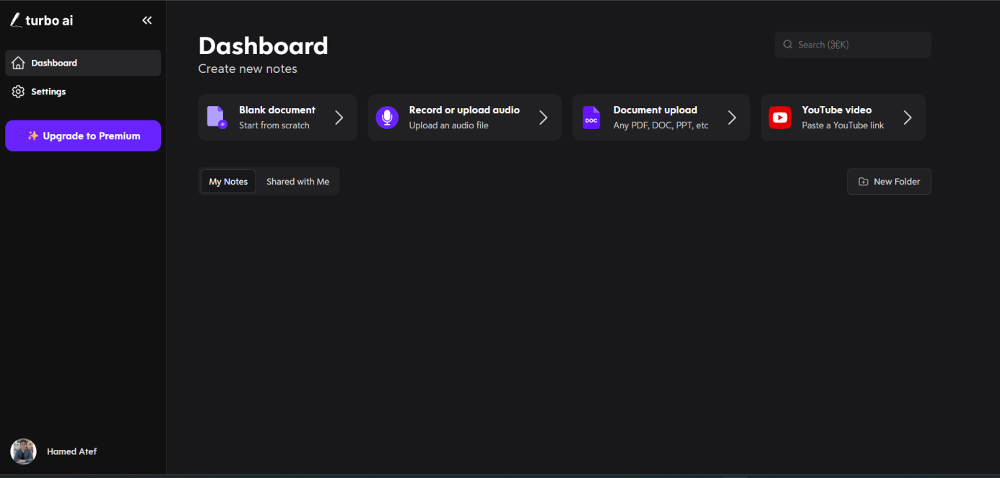 turbo ai
Dashboard
Settings
✨ Upgrade to Premium
Hamed Atef
Dashboard
Create new notes
Search (⌘K)
Blank document
Start from scratch
Record or upload audio
Upload an audio file
DOC
Document upload
Any PDF, DOC, PPT, etc
YouTube video
Paste a YouTube link
My Notes
Shared with Me
New Folder